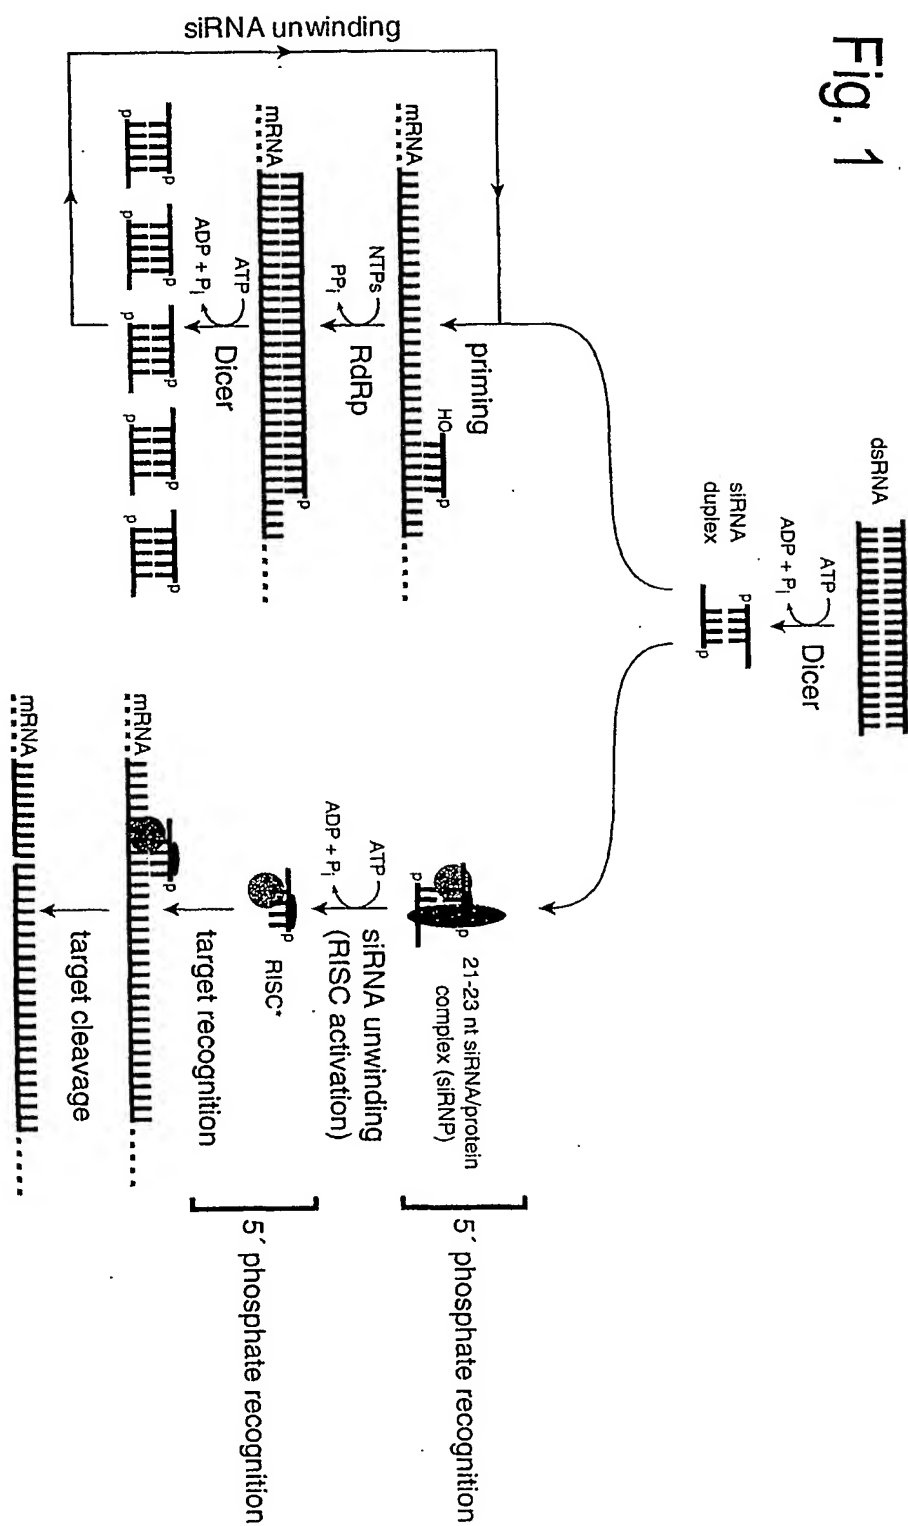 Fig. 1
dsRNA
ATP
ADP + Pi
Dicer
siRNA
duplex
p
p
priming
mRNA
HO
p
NTPs
PPi
RdRp
mRNA
p
ATP
ADP + Pi
Dicer
p
p
p
p
p
p
p
p
p
p
siRNA unwinding
21-23 nt siRNA/protein
complex (siRNP)
p
p
5´ phosphate recognition
ATP
ADP + Pi
siRNA unwinding
(RISC activation)
p
RISC*
5´ phosphate recognition
target recognition
mRNA
p
target cleavage
mRNA